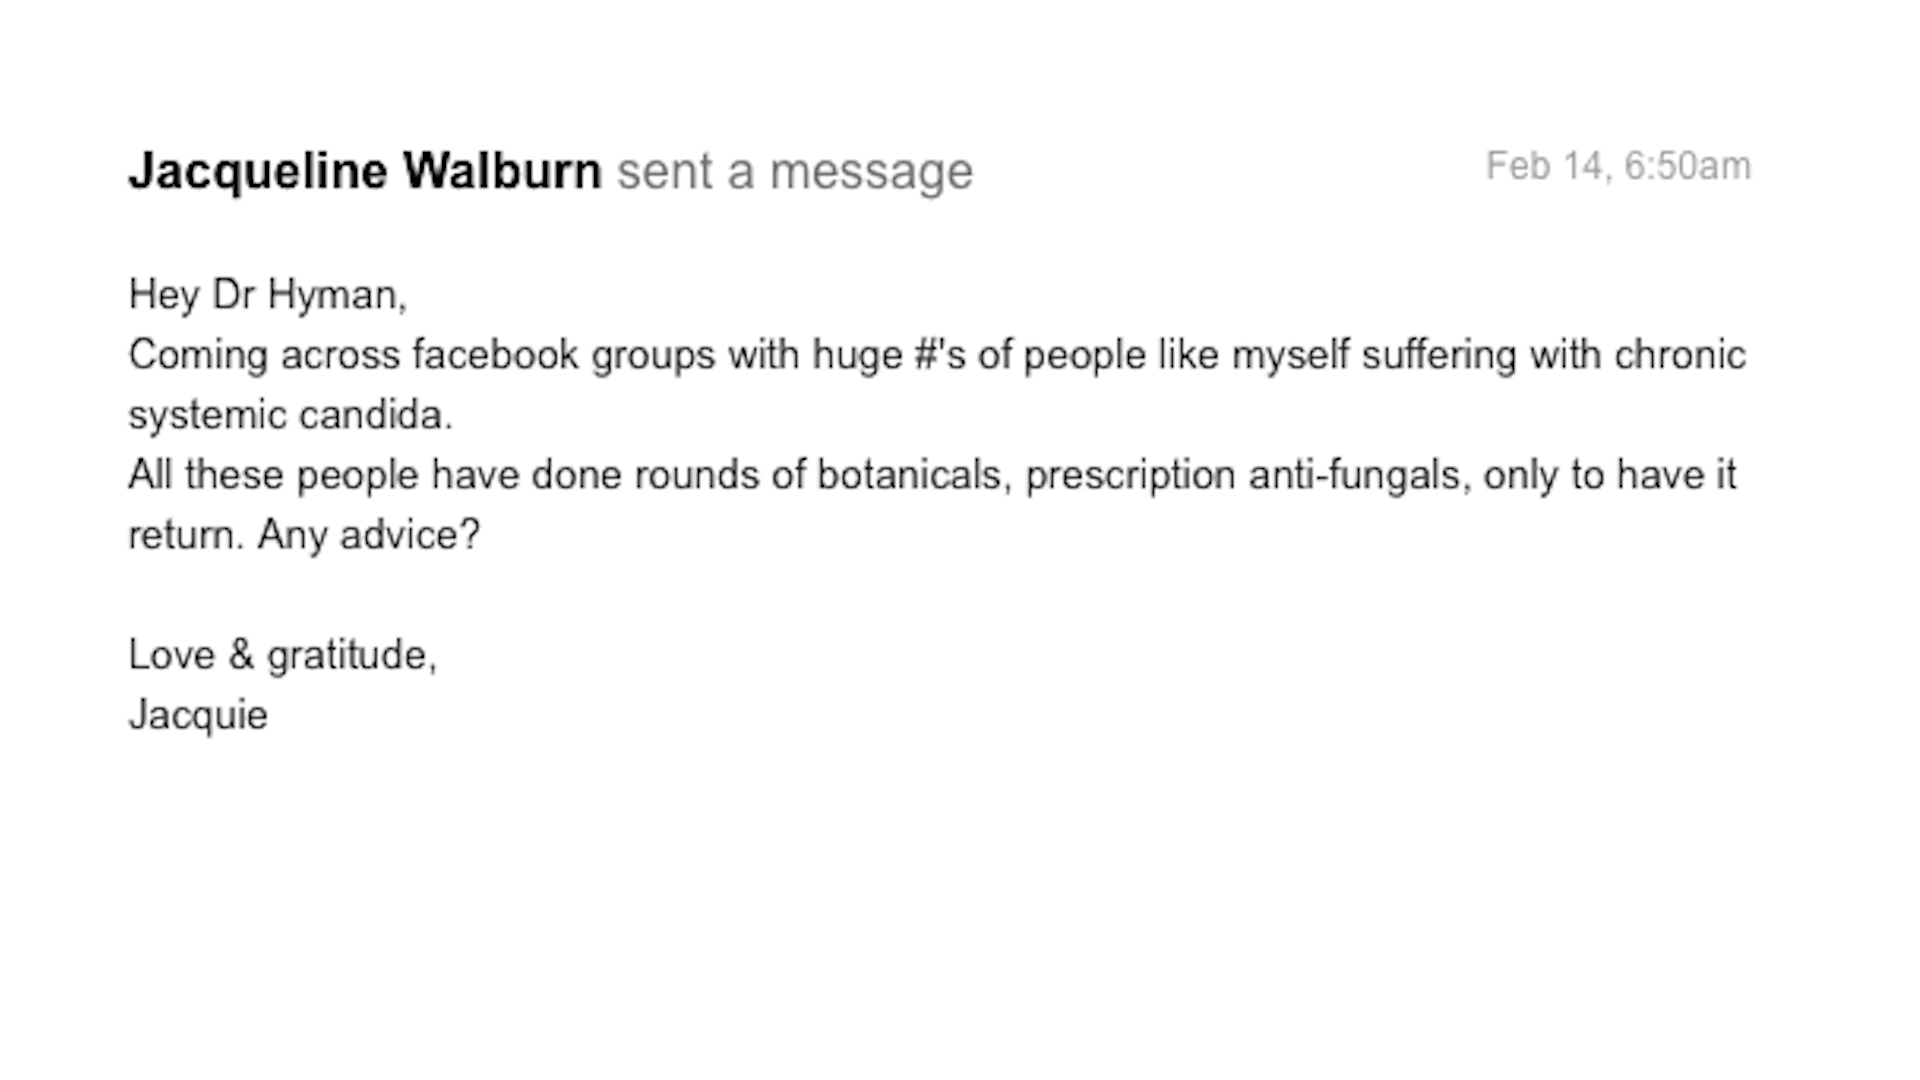 Jacqueline Walburn sent a message
Feb 14, 6:50am
Hey Dr Hyman,
Coming across facebook groups with huge #'s of people like myself suffering with chronic
systemic candida.
All these people have done rounds of botanicals, prescription anti-fungals, only to have it
return. Any advice?
Love & gratitude,
Jacquie